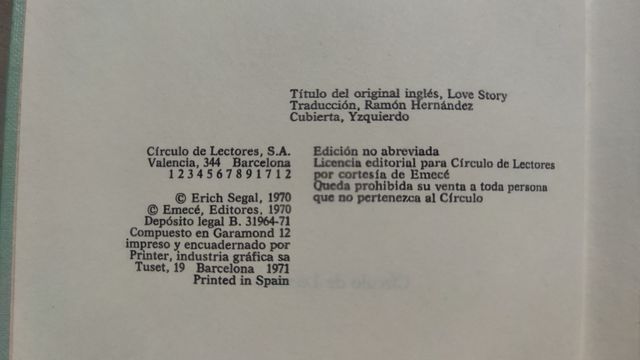 Título del original inglés, Love Story
Traducción, Ramón Hernández
Cubierta, Yzquierdo
Círculo de Lectores, S.A.
Valencia, 344 Barcelona
1 2 3 4 5 6 7 8 9 1 7 1 2
© Erich Segal, 1970
© Emecé, Editores, 1970
Depósito legal B. 31964-71
Compuesto en Garamond 12
impreso y encuadernado por
Printer, industria gráfica sa
Tuset, 19 Barcelona 1971
Printed in Spain
Edición no abreviada
Licencia editorial para Círculo de Lectores
por cortesía de Emecé
Queda prohibida su venta a toda persona
que no pertenezca al Círculo